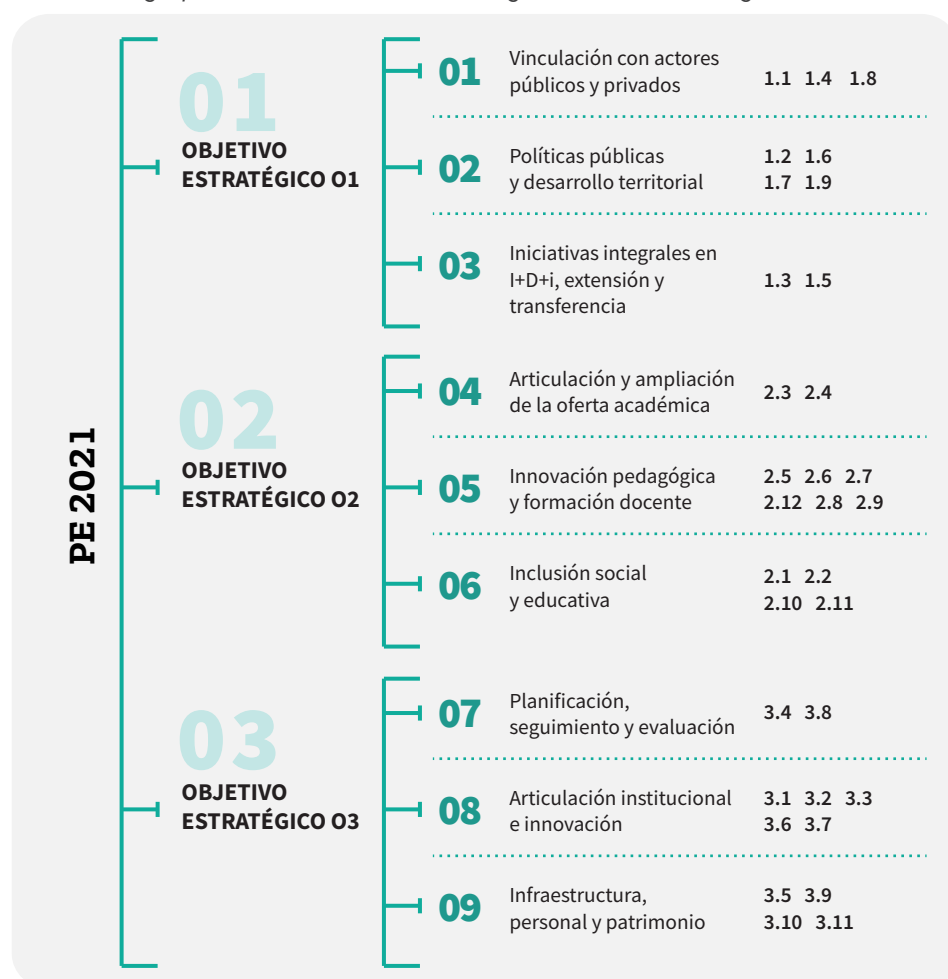 PE 2021
01
OBJETIVO
ESTRATÉGICO O1
01
Vinculación con actores
públicos y privados
1.1 1.4 1.8
02
Políticas públicas
y desarrollo territorial
1.2 1.6
1.7 1.9
03
Iniciativas integrales en
I+D+i, extensión y
transferencia
1.3 1.5
02
OBJETIVO
ESTRATÉGICO O2
04
Articulación y ampliación
de la oferta académica
2.3 2.4
05
Innovación pedagógica
y formación docente
2.5 2.6 2.7
2.12 2.8 2.9
06
Inclusión social
y educativa
2.1 2.2
2.10 2.11
03
OBJETIVO
ESTRATÉGICO O3
07
Planificación,
seguimiento y evaluación
3.4 3.8
08
Articulación institucional
e innovación
3.1 3.2 3.3
3.6 3.7
09
Infraestructura,
personal y patrimonio
3.5 3.9
3.10 3.11